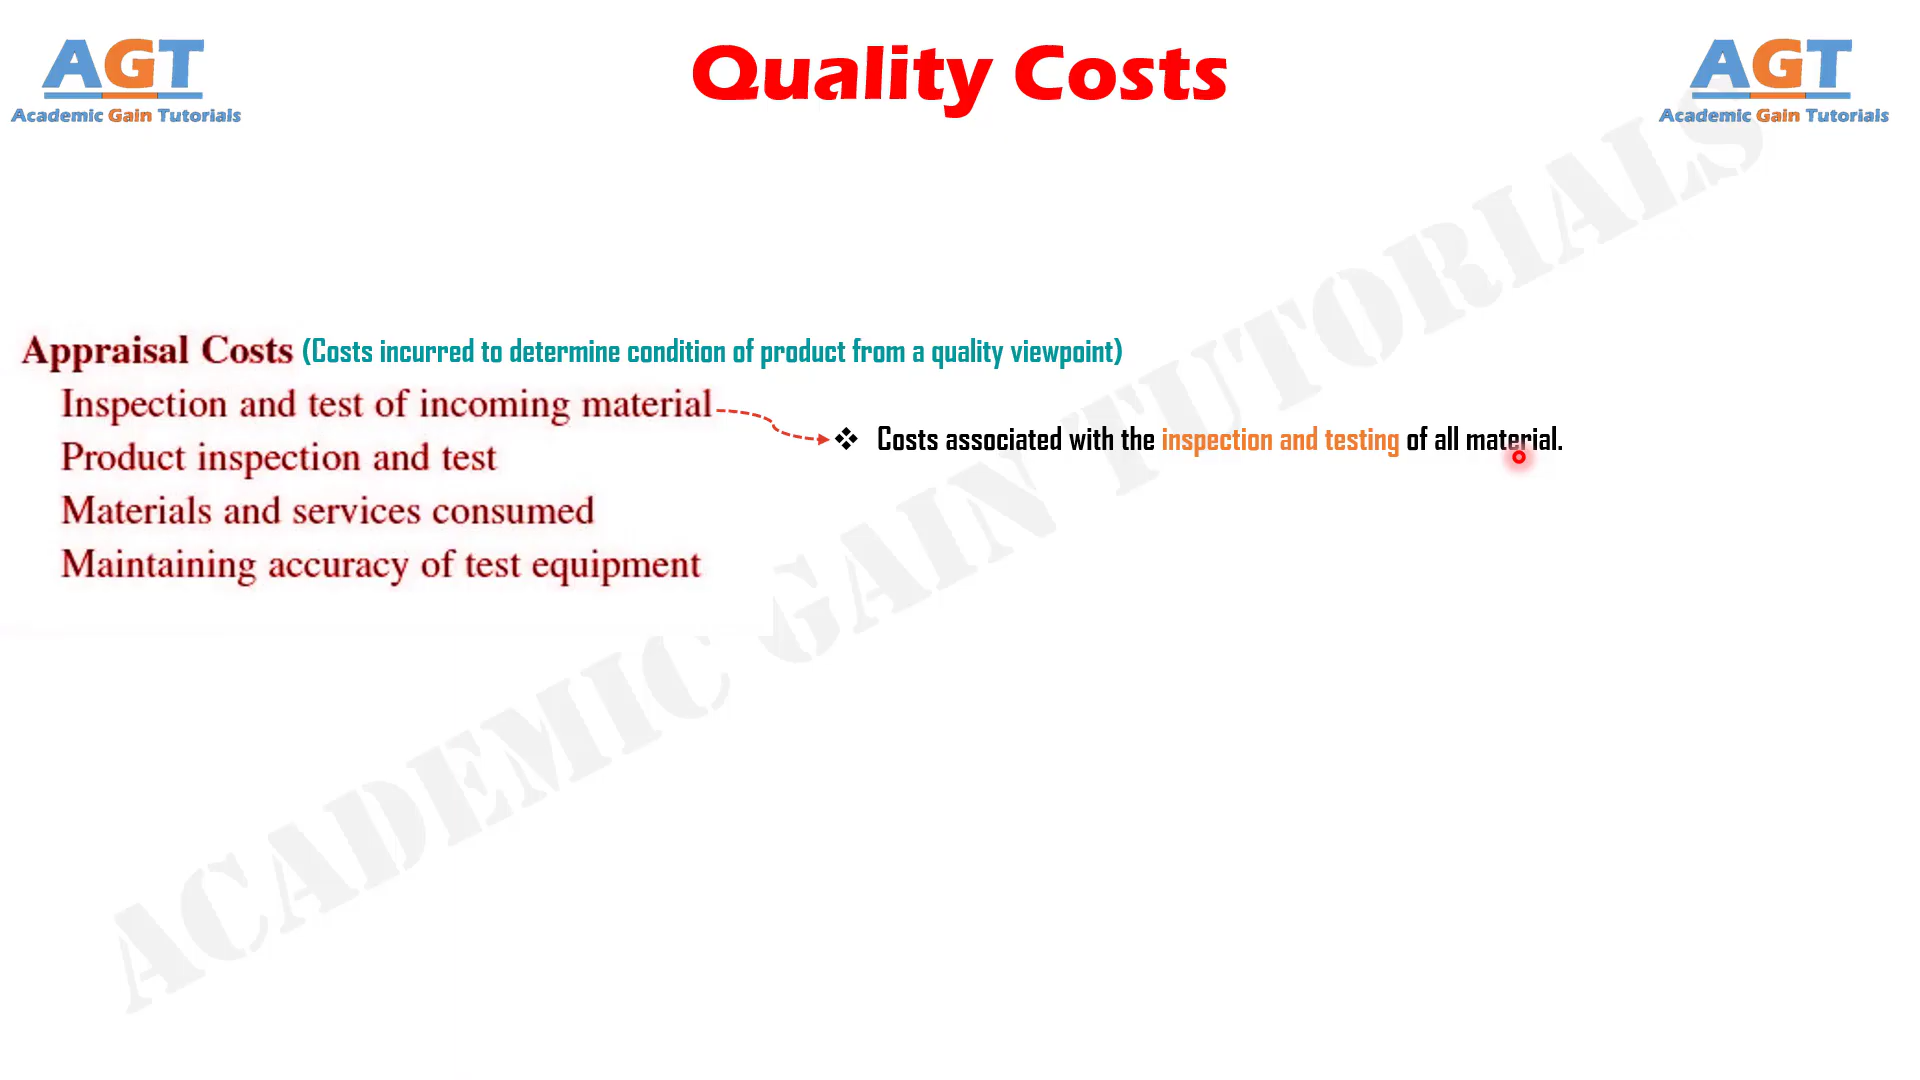 AGT
Academic Gain Tutorials
Quality Costs
AGT
Academic Gain Tutorials
Appraisal Costs (Costs incurred to determine condition of product from a quality viewpoint)
Inspection and test of incoming material
❖ Costs associated with the inspection and testing of all material.
Product inspection and test
Materials and services consumed
Maintaining accuracy of test equipment
ACADEMIC GAIN TUTORIALS